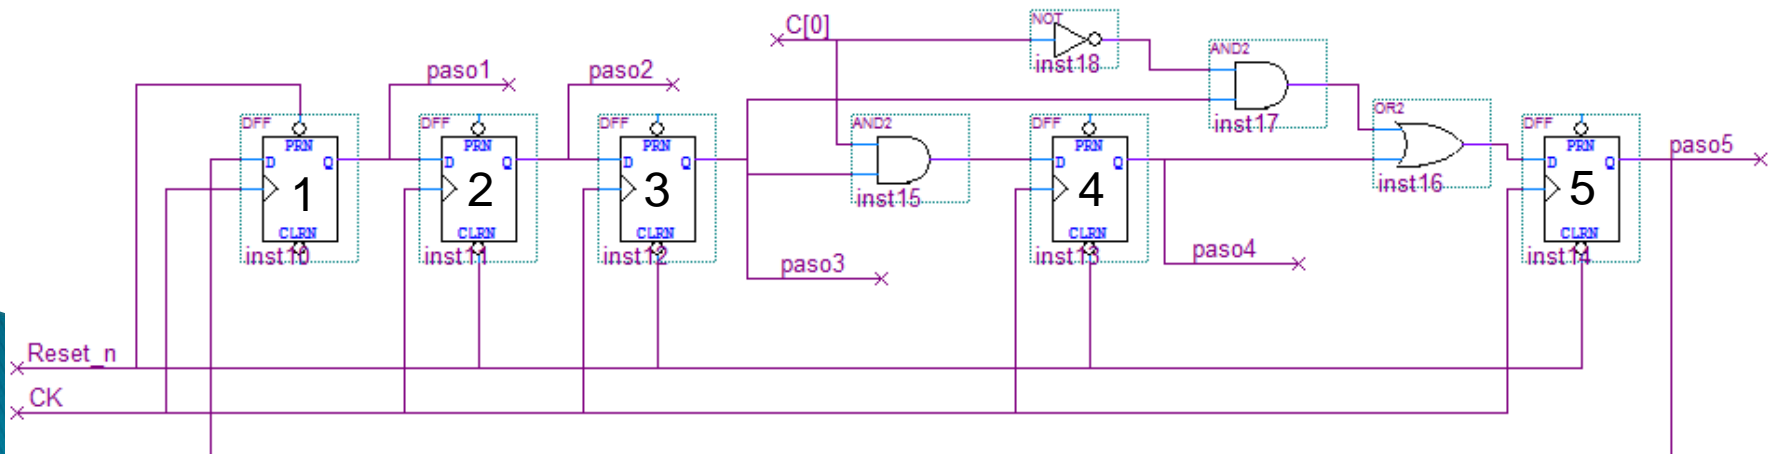 C[0]
NOT
inst18
AND2
inst17
paso1
paso2
OR2
inst16
DFF
PRN
D
Q
1
CLRN
inst10
DFF
PRN
D
Q
2
CLRN
inst11
DFF
PRN
D
Q
3
CLRN
inst12
AND2
inst15
paso3
DFF
PRN
D
Q
4
CLRN
inst13
paso4
DFF
PRN
D
Q
5
CLRN
inst14
paso5
Reset_n
CK